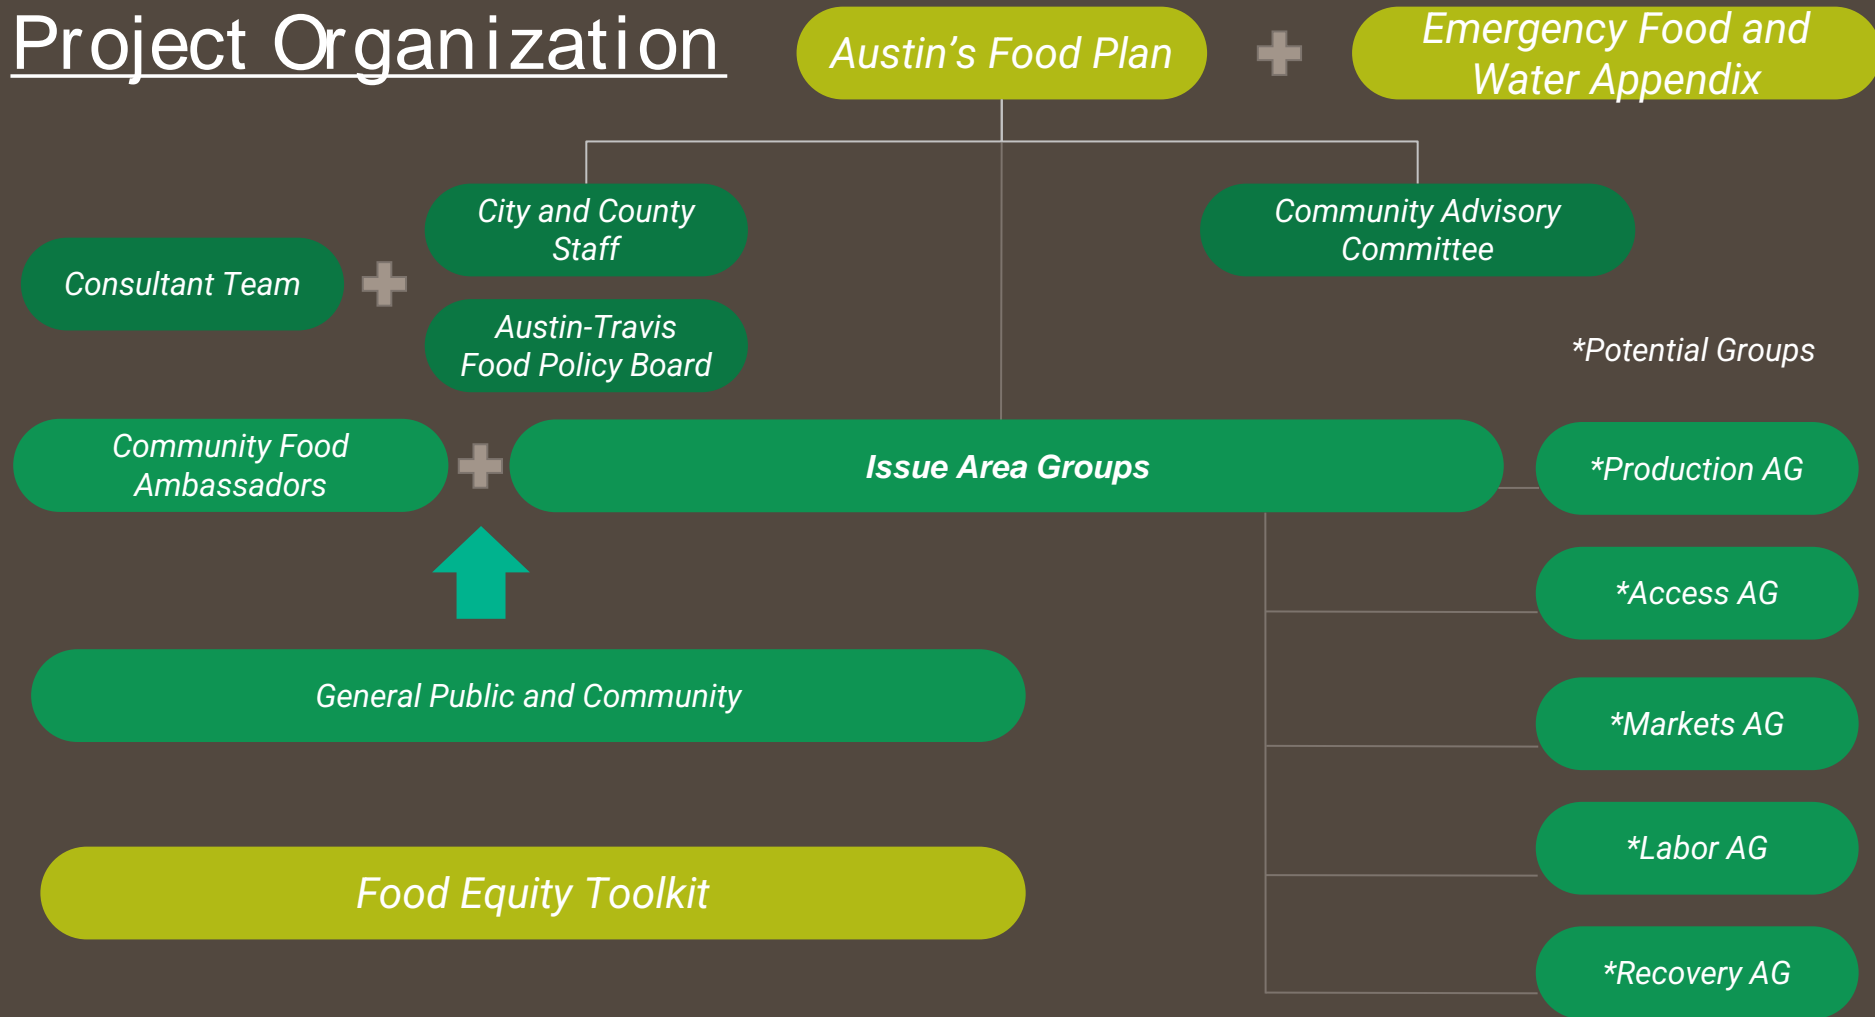 Project Organization
Austin's Food Plan
Emergency Food and
Water Appendix
City and County
Staff
Community Advisory
Committee
Consultant Team
Austin-Travis
Food Policy Board
*Potential Groups
Community Food
Ambassadors
Issue Area Groups
*Production AG
*Access AG
General Public and Community
*Markets AG
*Labor AG
Food Equity Toolkit
*Recovery AG